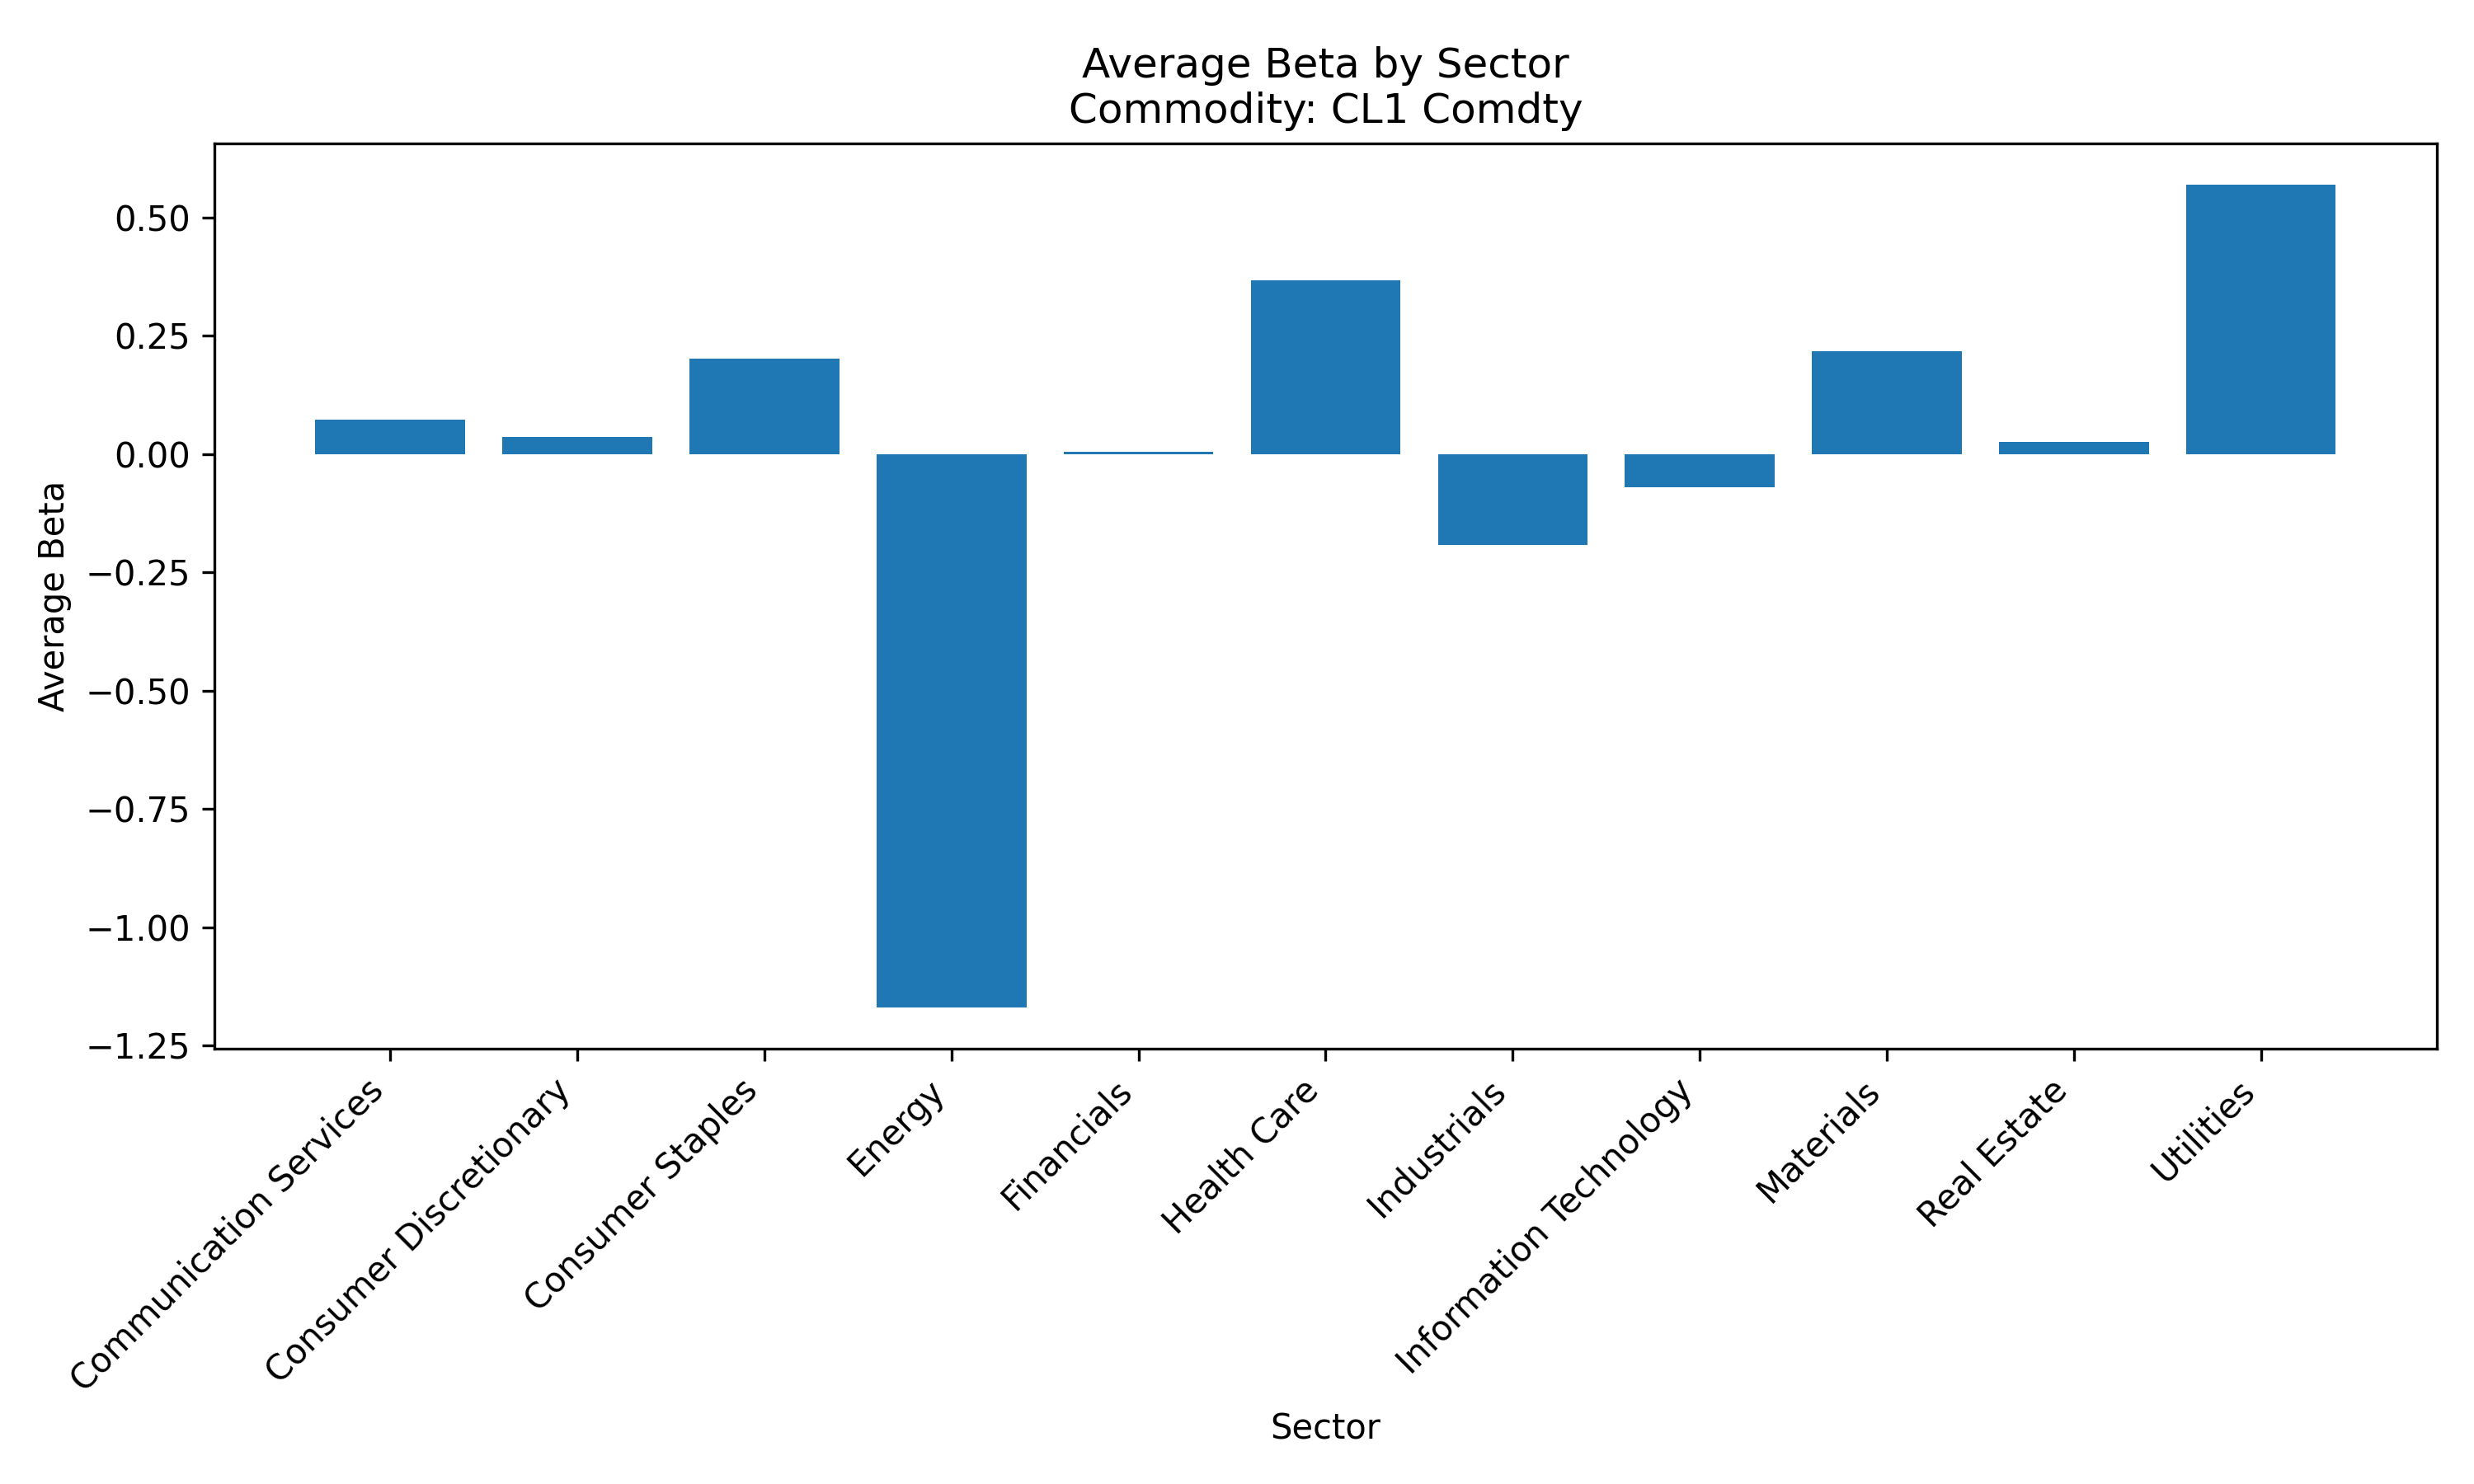 Average Beta by Sector
Commodity: CL1 Comdty
Average Beta
0.50
0.25
0.00
−0.25
−0.50
−0.75
−1.00
−1.25
Communication Services
Consumer Discretionary
Consumer Staples
Energy
Financials
Health Care
Industrials
Information Technology
Materials
Real Estate
Utilities
Sector